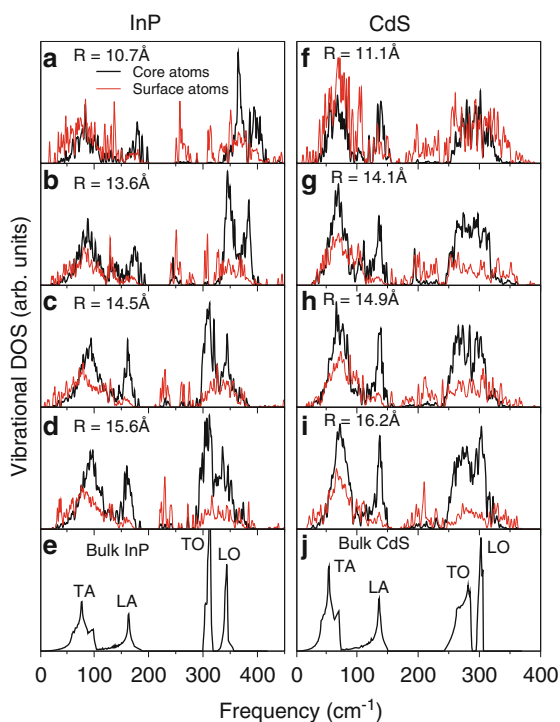 InP
CdS
a
R = 10.7Å
Core atoms
Surface atoms
f
R = 11.1Å
b
R = 13.6Å
g
R = 14.1Å
c
R = 14.5Å
h
R = 14.9Å
d
R = 15.6Å
i
R = 16.2Å
e
Bulk InP
TO
LO
TA
LA
j
Bulk CdS
LO
TA
TO
LA
Vibrational DOS (arb. units)
0 100 200 300 400 0 100 200 300 400
Frequency (cm⁻¹)